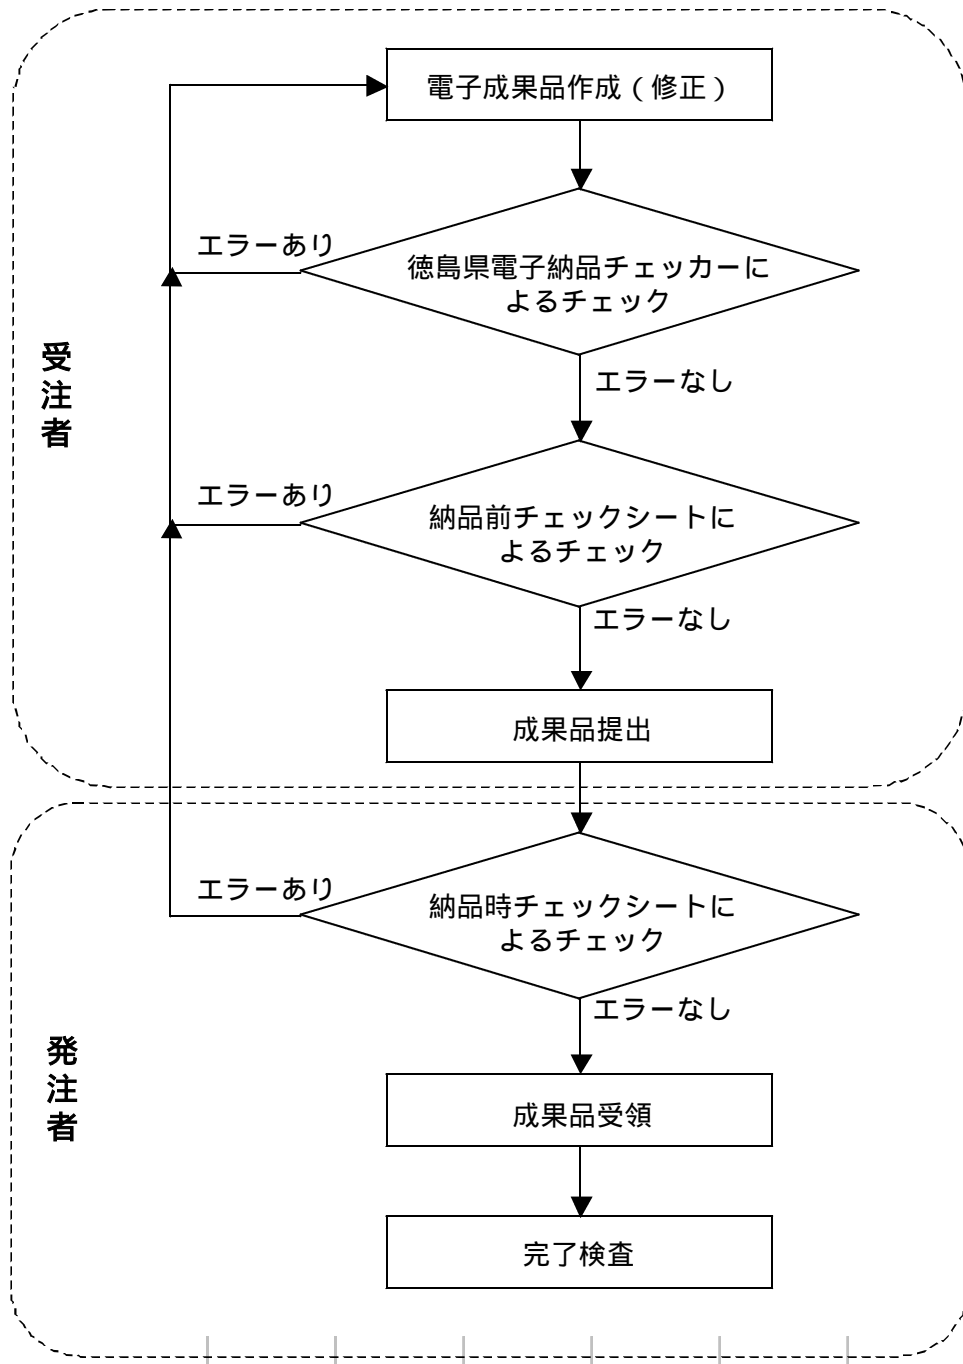 電子成果品作成（修正）
エラーあり
徳島県電子納品チェッカーに
よるチェック
エラーなし
受注者
エラーあり
納品前チェックシートに
よるチェック
エラーなし
成果品提出
エラーあり
納品時チェックシートに
よるチェック
エラーなし
発注者
成果品受領
完了検査